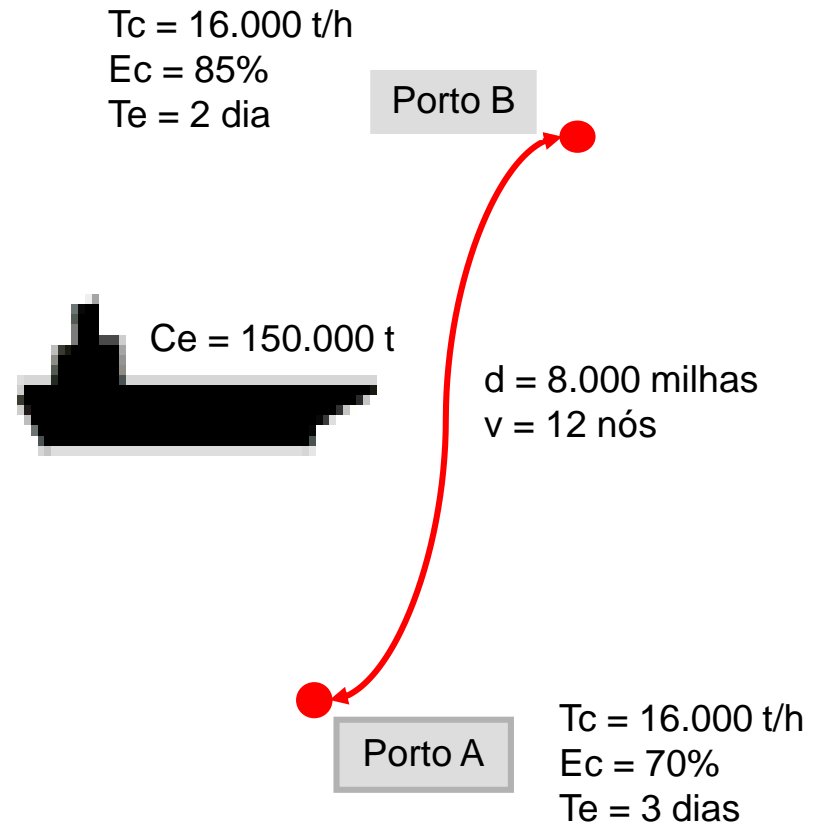 Tc = 16.000 t/h
Ec = 85%
Te = 2 dia
Porto B
Ce = 150.000 t
d = 8.000 milhas
v = 12 nós
Porto A
Tc = 16.000 t/h
Ec = 70%
Te = 3 dias